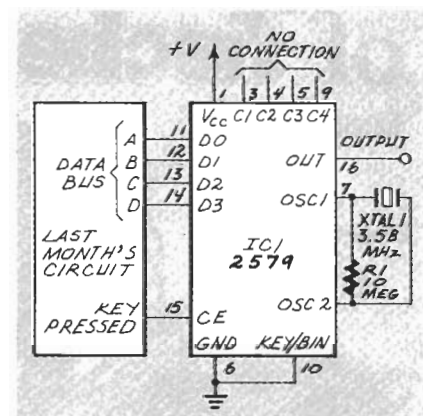 NO
CONNECTION
+V
1 3 4 5 9
VCC C1 C2 C3 C4
A 11 D0
B 12 D1
C 13 D2
D 14 D3
DATA
BUS
OUT
OUTPUT
16
OSC1
7
XTAL1
3.58
MHz
R1
10
MEG
IC1
2579
LAST
MONTH'S
CIRCUIT
OSC 2
KEY
PRESSED
15
CE
GND KEY/BIN
6 10